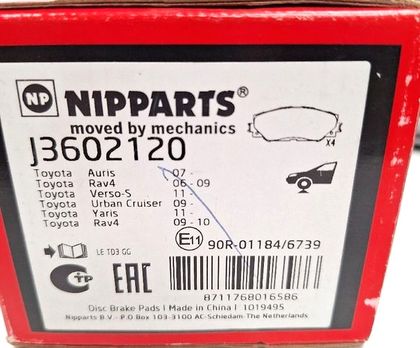 NP NIPPARTS®
moved by mechanics
J3602120
X4
Toyota Auris 07 -
Toyota Rav4 06 - 09
Toyota Verso-S 11 -
Toyota Urban Cruiser 09 -
Toyota Yaris 11 -
Toyota Rav4 09 - 10
LE TD3 GG
E11 90R-01184/6739
CTP EAC
8711768016586
Disc Brake Pads | Made in China | 1019495
Nipparts B.V. - P.O Box 103-3100 AC-Schiedam-The Netherlands